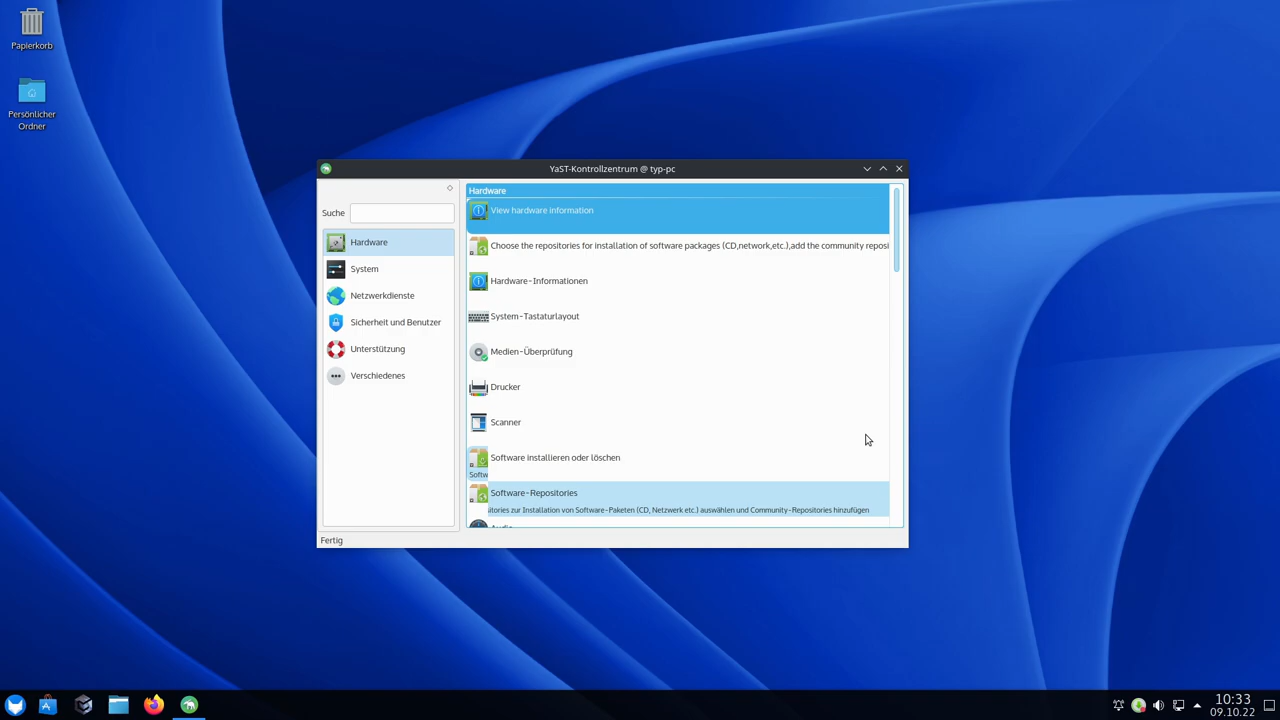 Papierkorb
Persönlicher
Ordner
YaST-Kontrollzentrum @ typ-pc
Suche
Hardware
System
Netzwerkdienste
Sicherheit und Benutzer
Unterstützung
Verschiedenes
Hardware
View hardware information
Choose the repositories for installation of software packages (CD,network,etc.),add the community reposi
Hardware-Informationen
System-Tastaturlayout
Medien-Überprüfung
Drucker
Scanner
Software installieren oder löschen
Softw
Software-Repositories
itories zur Installation von Software-Paketen (CD, Netzwerk etc.) auswählen und Community-Repositories hinzufügen
Fertig
10:33
09.10.22